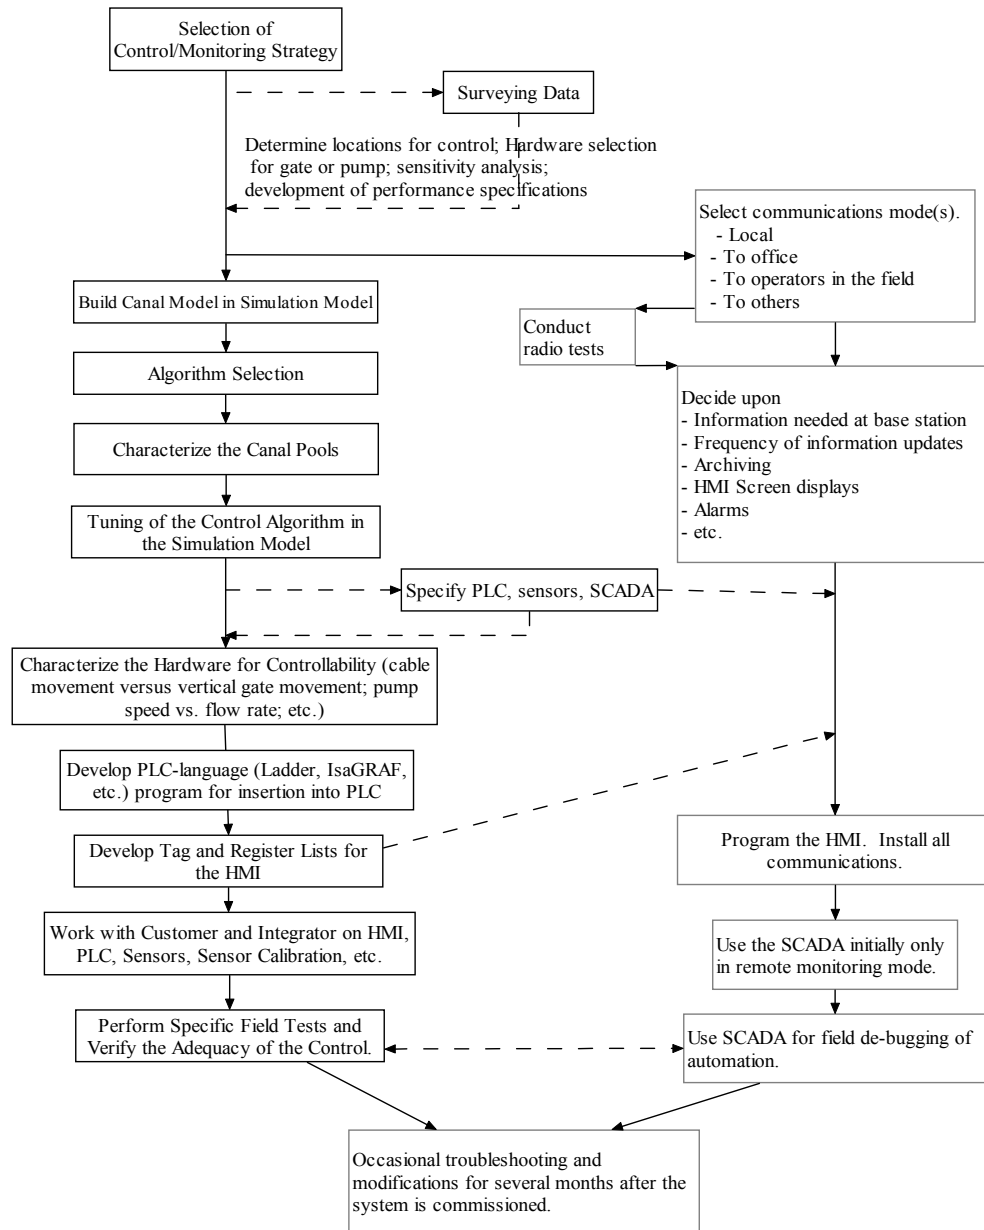 Selection of
Control/Monitoring Strategy
Surveying Data
Determine locations for control; Hardware selection
for gate or pump; sensitivity analysis;
development of performance specifications
Select communications mode(s).
- Local
- To office
- To operators in the field
- To others
Build Canal Model in Simulation Model
Conduct
radio tests
Algorithm Selection
Decide upon
- Information needed at base station
- Frequency of information updates
- Archiving
- HMI Screen displays
- Alarms
- etc.
Characterize the Canal Pools
Tuning of the Control Algorithm in
the Simulation Model
Specify PLC, sensors, SCADA
Characterize the Hardware for Controllability (cable
movement versus vertical gate movement; pump
speed vs. flow rate; etc.)
Develop PLC-language (Ladder, IsaGRAF,
etc.) program for insertion into PLC
Develop Tag and Register Lists for
the HMI
Program the HMI.  Install all
communications.
Work with Customer and Integrator on HMI,
PLC, Sensors, Sensor Calibration, etc.
Use the SCADA initially only
in remote monitoring mode.
Perform Specific Field Tests and
Verify the Adequacy of the Control.
Use SCADA for field de-bugging of
automation.
Occasional troubleshooting and
modifications for several months after the
system is commissioned.